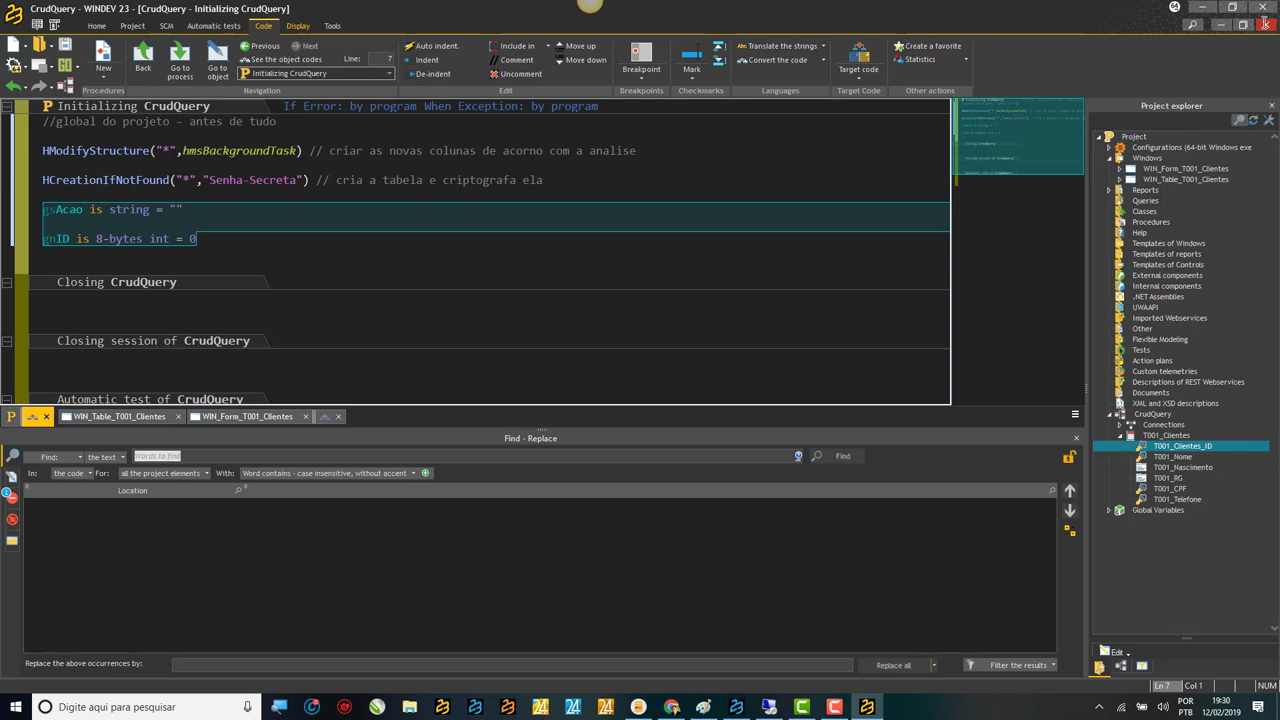 CrudQuery - WINDEV 23 - [CrudQuery - Initializing CrudQuery]
64
Home Project SCM Automatic tests Code Display Tools
New
Procedures
Back
Go to process
Go to object
Previous Next
See the object codes Line: 7
Initializing CrudQuery
Navigation
Auto indent.
Indent
De-indent
Include in
Comment
Uncomment
Move up
Move down
Edit
Breakpoint
Breakpoints
Mark
Checkmarks
Translate the strings
Convert the code
Languages
Target code
Target Code
Create a favorite
Statistics
Other actions
Initializing CrudQuery If Error: by program When Exception: by program
//global do projeto - antes de tudo
HModifyStructure("*",hmsBackgroundTask) // criar as novas colunas de acordo com a analise
HCreationIfNotFound("*","Senha-Secreta") // cria a tabela e criptografa ela
gsAcao is string = ""
gnID is 8-bytes int = 0
Closing CrudQuery
Closing session of CrudQuery
Automatic test of CrudQuery
WIN_Table_T001_Clientes WIN_Form_T001_Clientes
Find - Replace
Find: the text Words to find Find
In: the code For: all the project elements With: Word contains - case insensitive, without accent
Location
Replace the above occurrences by: Replace all Filter the results
Project explorer
Project
Configurations (64-bit Windows exe
Windows
WIN_Form_T001_Clientes
WIN_Table_T001_Clientes
Reports
Queries
Classes
Procedures
Help
Templates of Windows
Templates of reports
Templates of Controls
External components
Internal components
.NET Assemblies
UWAAPI
Imported Webservices
Other
Flexible Modeling
Tests
Action plans
Custom telemetries
Descriptions of REST Webservices
Documents
XML and XSD descriptions
CrudQuery
Connections
T001_Clientes
T001_Clientes_ID
T001_Nome
T001_Nascimento
T001_RG
T001_CPF
T001_Telefone
Global Variables
Edit
Ln 7 Col 1 NUM
Digite aqui para pesquisar
24 24 24
POR
PTB
19:30
12/02/2019